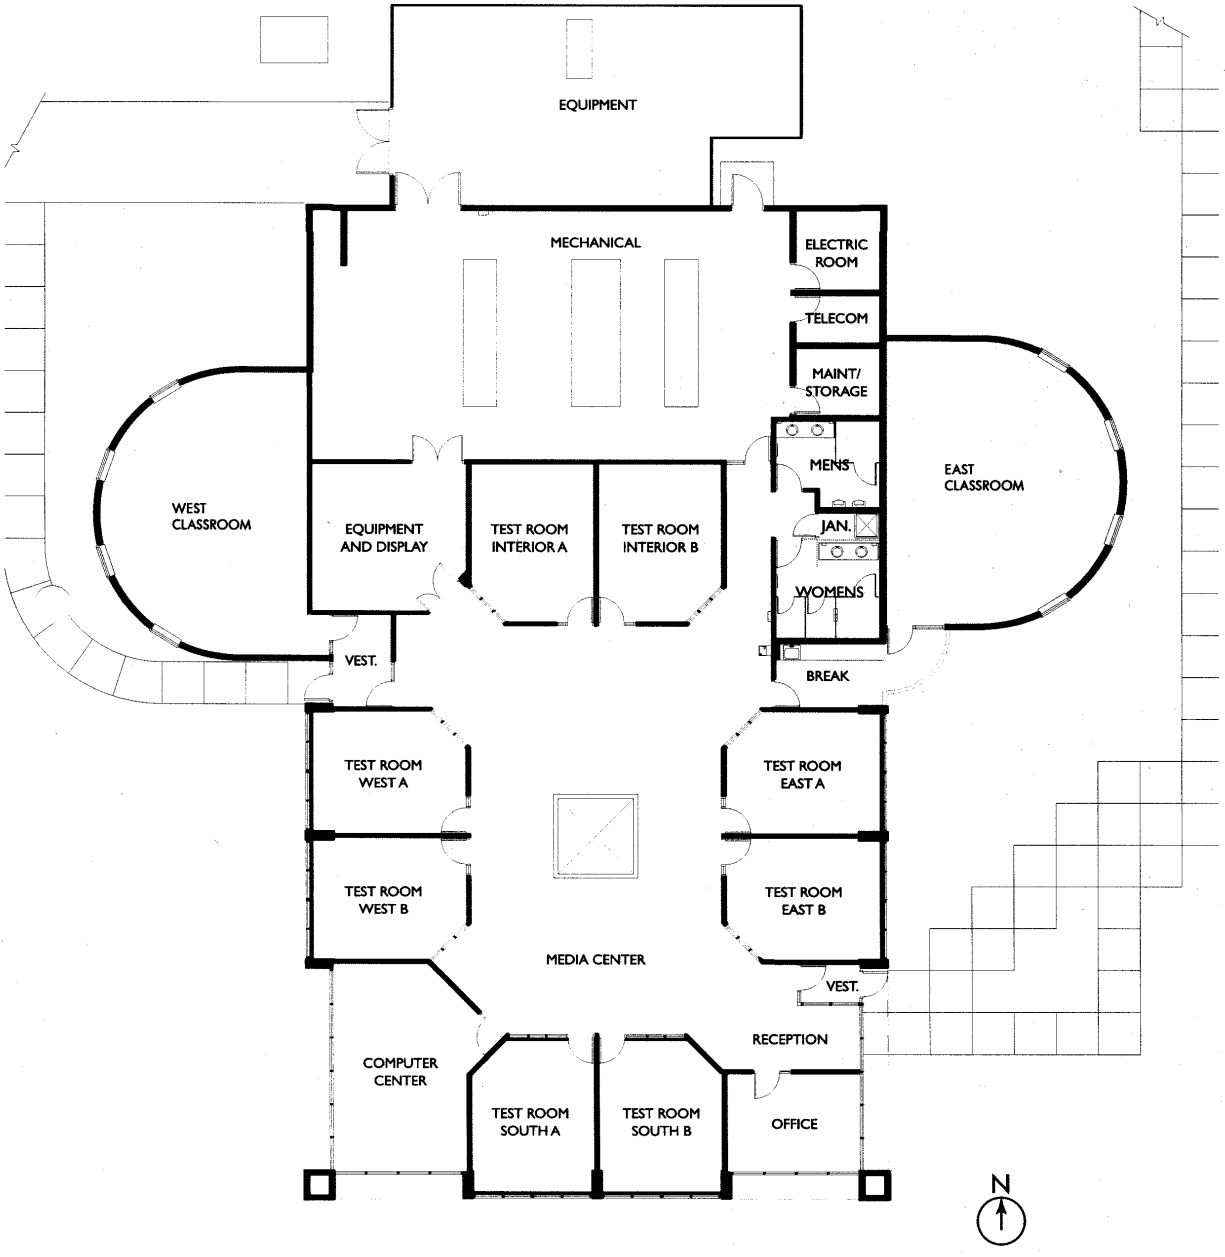 EQUIPMENT
MECHANICAL
ELECTRIC
ROOM
TELECOM
MAINT/
STORAGE
MENS
EAST
CLASSROOM
WEST
CLASSROOM
EQUIPMENT
AND DISPLAY
TEST ROOM
INTERIOR A
TEST ROOM
INTERIOR B
JAN.
WOMENS
VEST.
BREAK
TEST ROOM
WEST A
TEST ROOM
EAST A
TEST ROOM
WEST B
TEST ROOM
EAST B
MEDIA CENTER
VEST.
RECEPTION
COMPUTER
CENTER
TEST ROOM
SOUTH A
TEST ROOM
SOUTH B
OFFICE
N